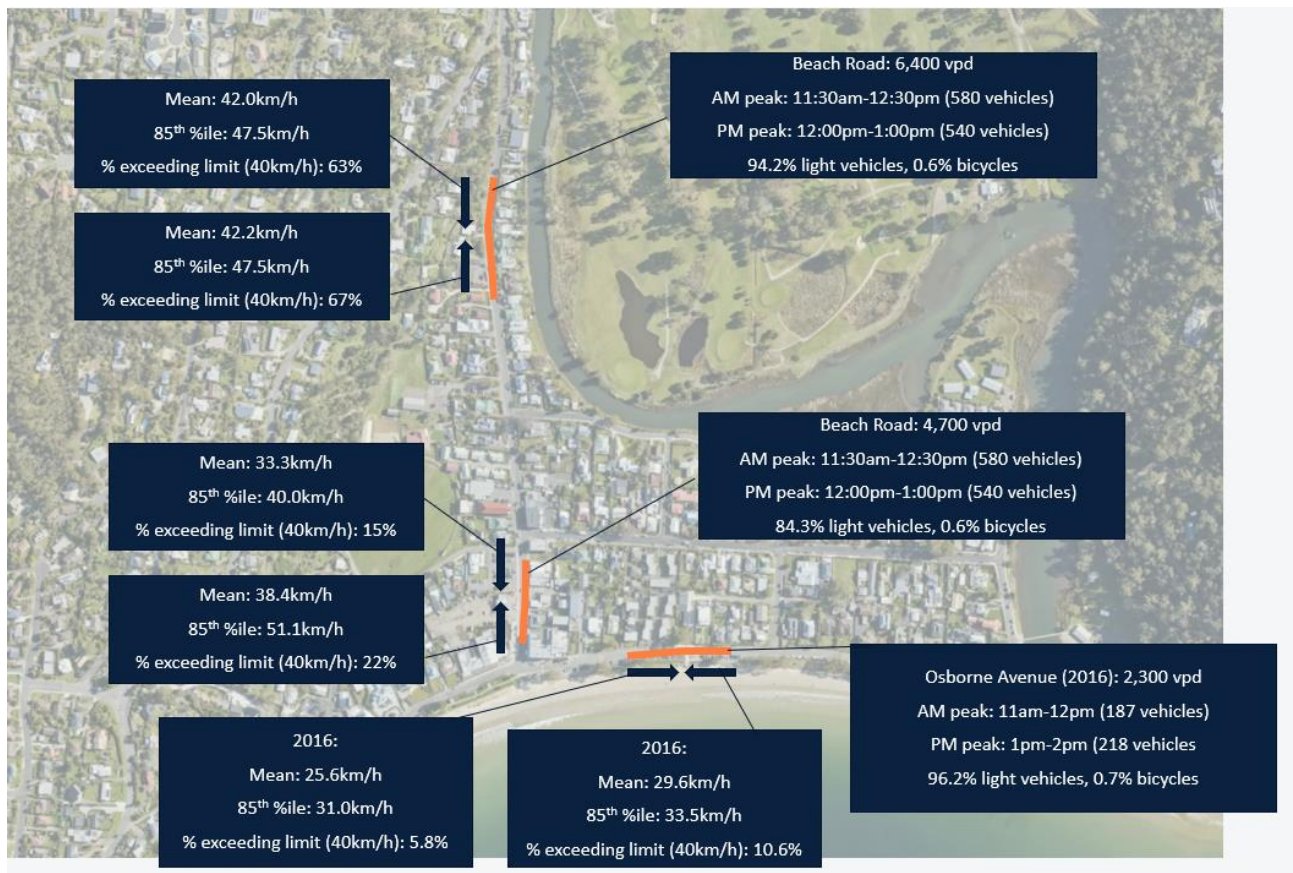 Mean: 42.0km/h
85th %ile: 47.5km/h
% exceeding limit (40km/h): 63%
Mean: 42.2km/h
85th %ile: 47.5km/h
% exceeding limit (40km/h): 67%
Beach Road: 6,400 vpd
AM peak: 11:30am-12:30pm (580 vehicles)
PM peak: 12:00pm-1:00pm (540 vehicles)
94.2% light vehicles, 0.6% bicycles
Mean: 33.3km/h
85th %ile: 40.0km/h
% exceeding limit (40km/h): 15%
Mean: 38.4km/h
85th %ile: 51.1km/h
% exceeding limit (40km/h): 22%
Beach Road: 4,700 vpd
AM peak: 11:30am-12:30pm (580 vehicles)
PM peak: 12:00pm-1:00pm (540 vehicles)
84.3% light vehicles, 0.6% bicycles
2016:
Mean: 25.6km/h
85th %ile: 31.0km/h
% exceeding limit (40km/h): 5.8%
2016:
Mean: 29.6km/h
85th %ile: 33.5km/h
% exceeding limit (40km/h): 10.6%
Osborne Avenue (2016): 2,300 vpd
AM peak: 11am-12pm (187 vehicles)
PM peak: 1pm-2pm (218 vehicles
96.2% light vehicles, 0.7% bicycles